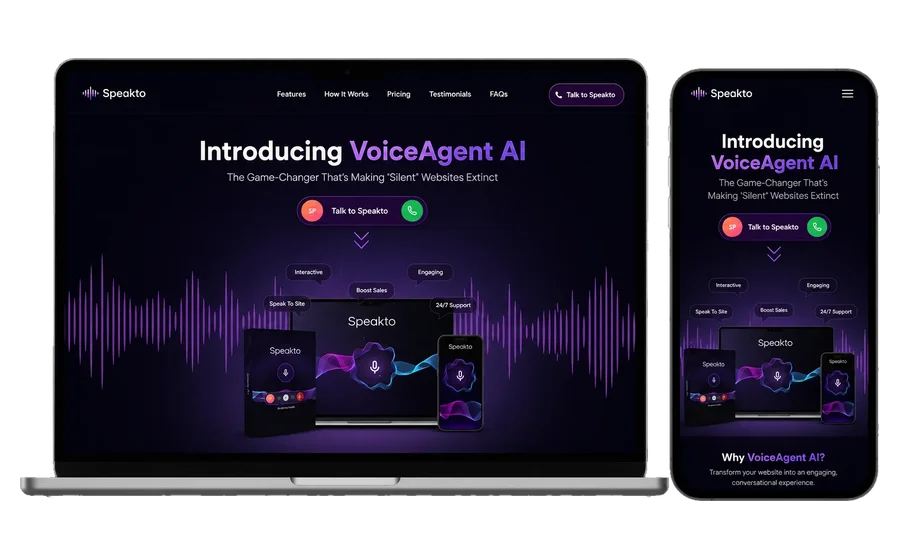 Speakto
Features How It Works Pricing Testimonials FAQs
Talk to Speakto
Introducing VoiceAgent AI
The Game-Changer That's Making "Silent" Websites Extinct
SP Talk to Speakto
Interactive
Engaging
Boost Sales
Speak To Site
24/7 Support
Speakto
Speakto
Speakto
SP
Speakto
Introducing
VoiceAgent AI
The Game-Changer That's
Making "Silent" Websites Extinct
SP Talk to Speakto
Interactive
Engaging
Boost Sales
Speak To Site
24/7 Support
Speakto
Speakto
Speakto
Why VoiceAgent AI?
Transform your website into an engaging,
conversational experience.